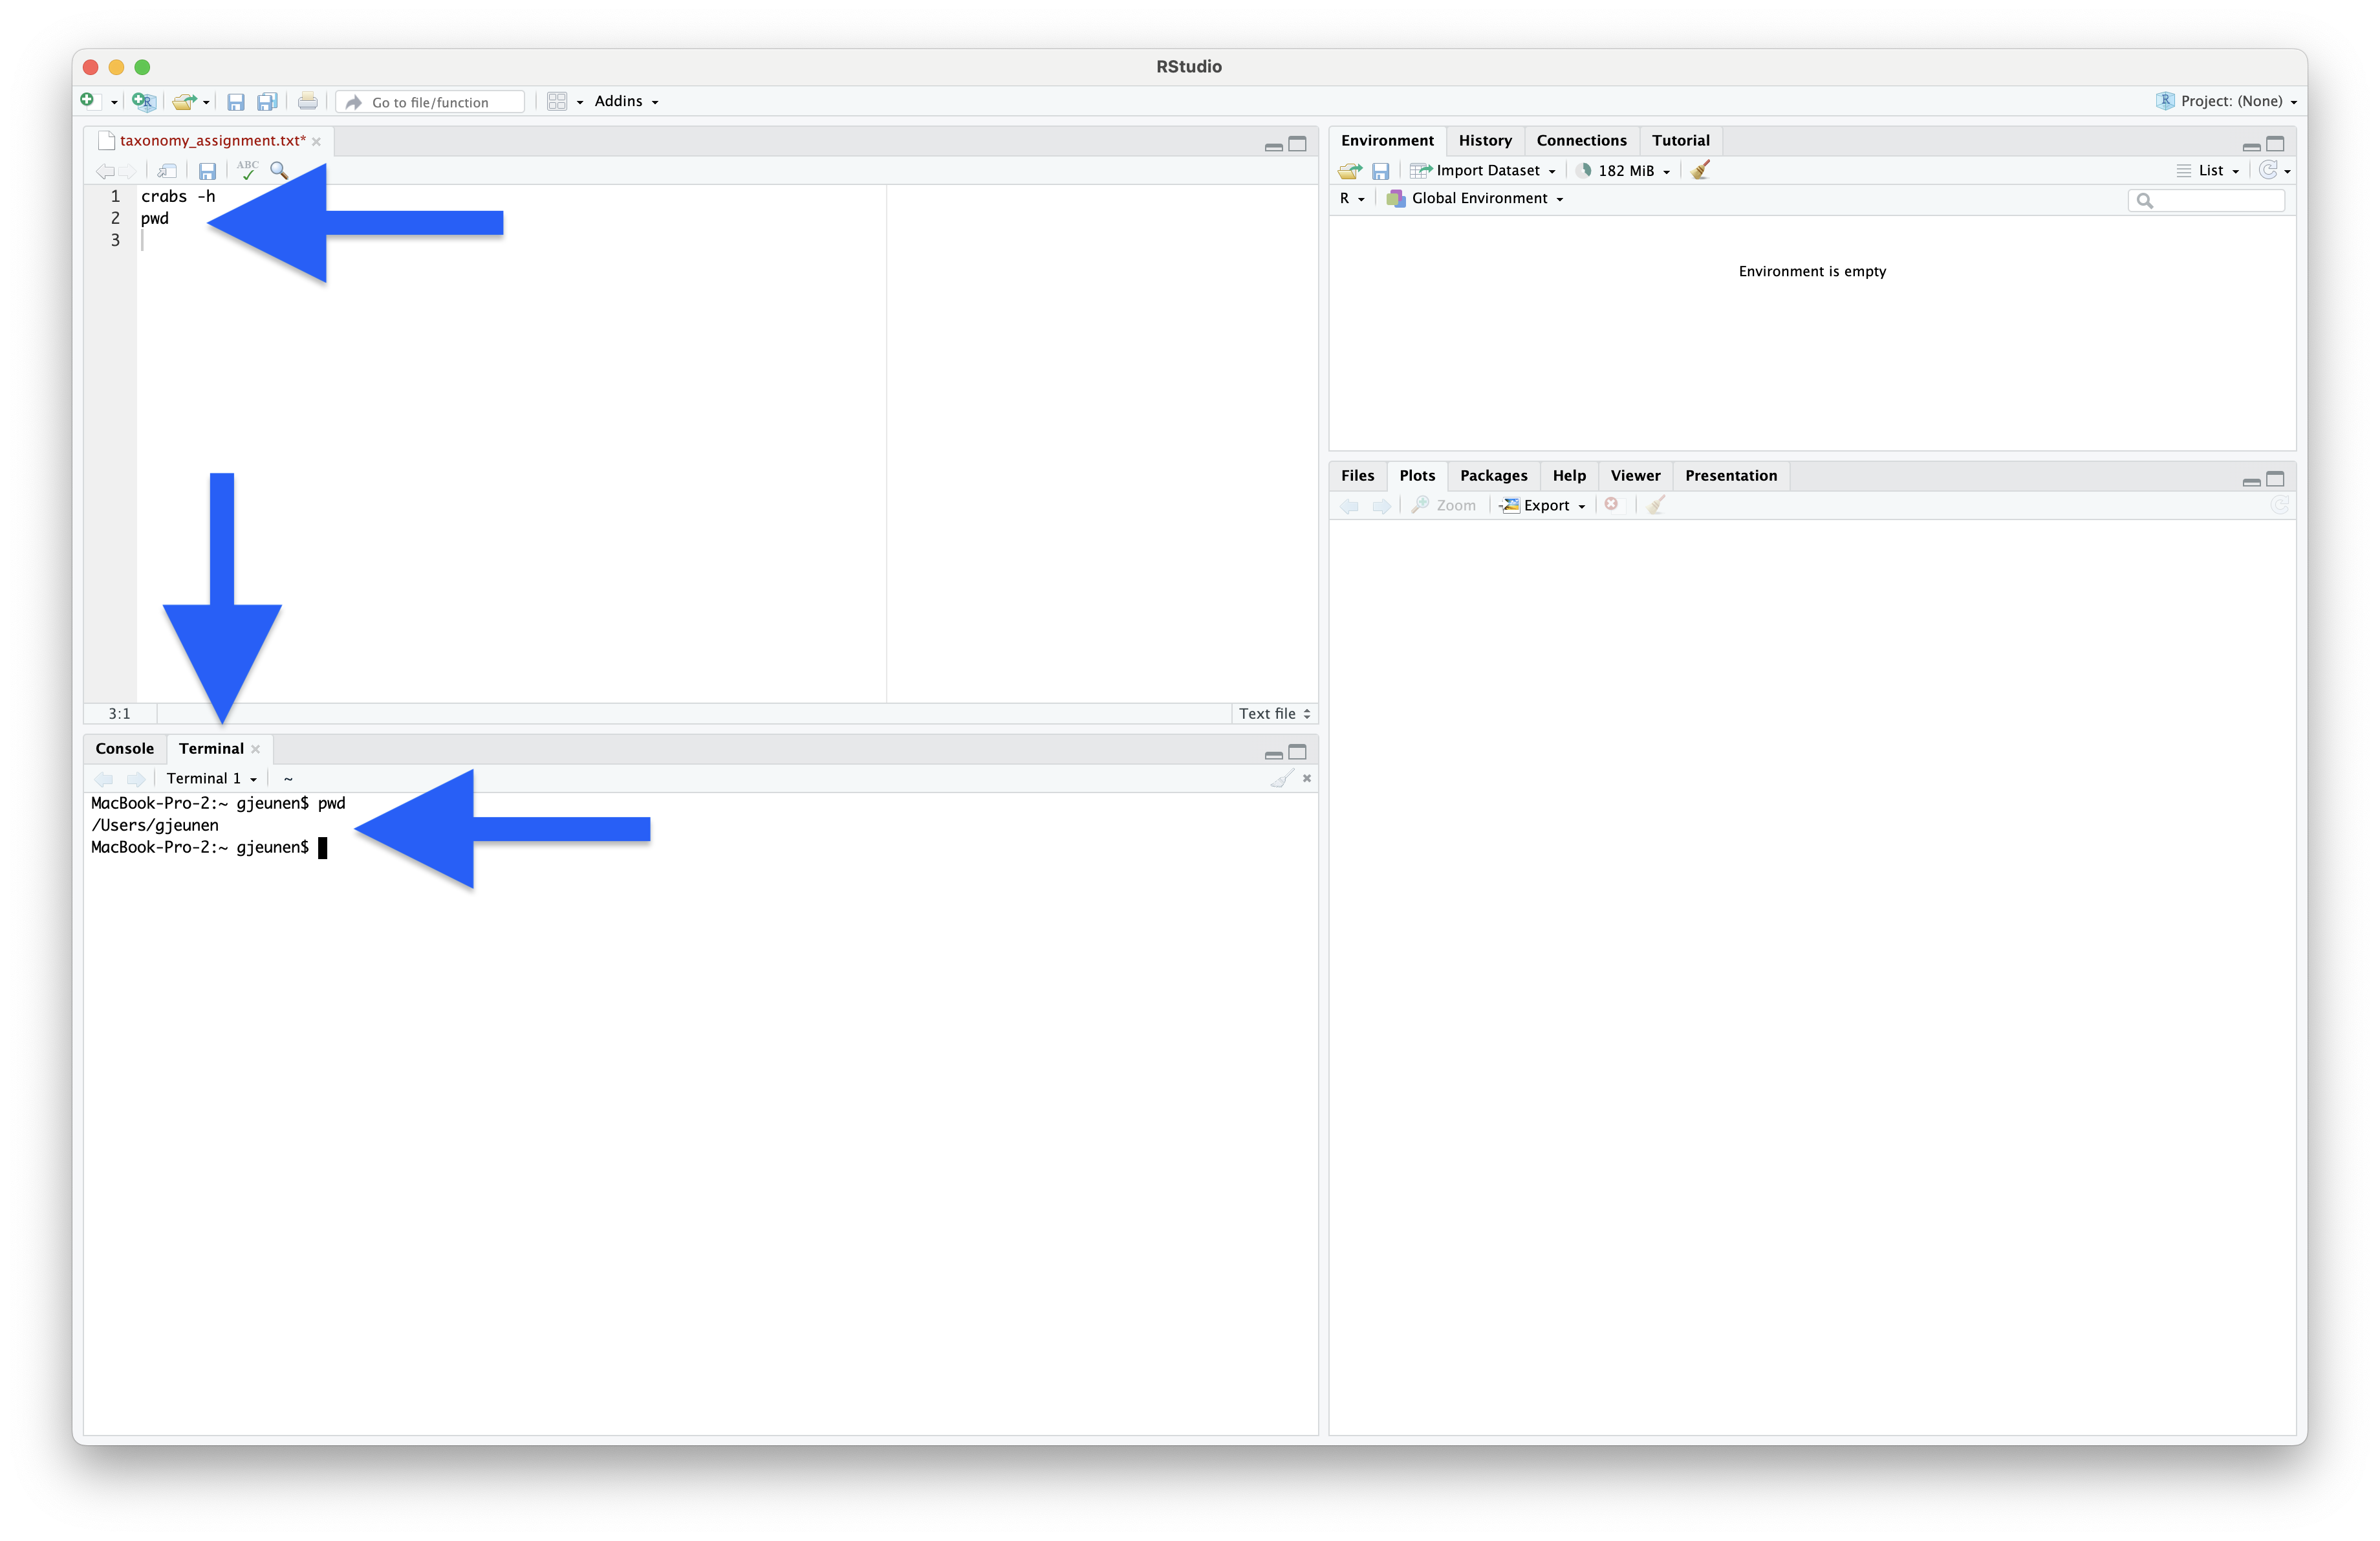 RStudio
Go to file/function
Addins
Project: (None)
taxonomy_assignment.txt*
ABC
1 crabs -h
2 pwd
3
3:1
Text file
Console Terminal
Terminal 1 ~
MacBook-Pro-2:~ gjeunen$ pwd
/Users/gjeunen
MacBook-Pro-2:~ gjeunen$
Environment History Connections Tutorial
Import Dataset 182 MiB List
R Global Environment
Environment is empty
Files Plots Packages Help Viewer Presentation
Zoom Export